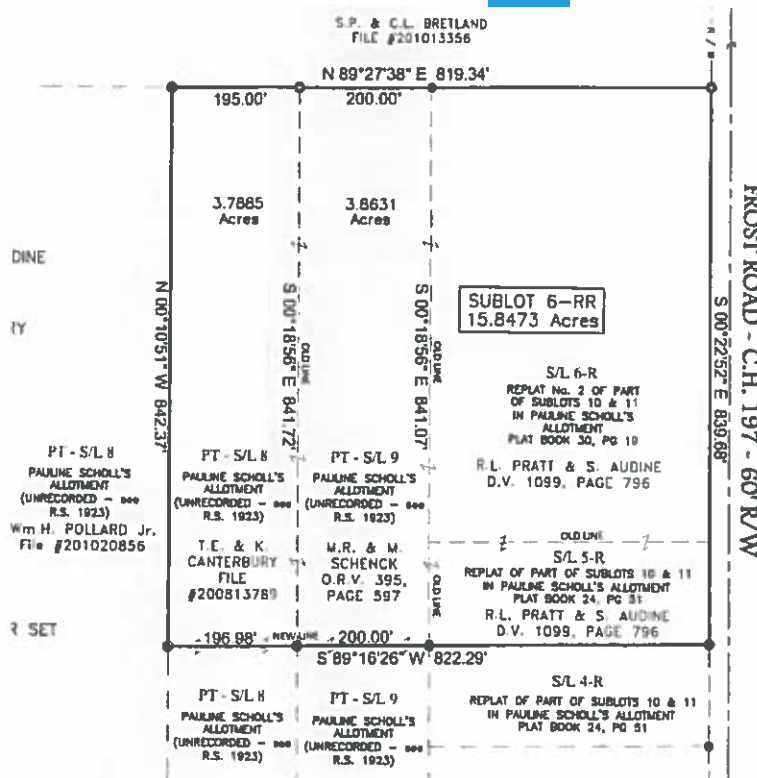 S.P. & C.L. BRETLAND
FILE #201013356
R / W
N 89°27'38" E 819.34'
195.00'
200.00'
3.7885
Acres
3.8631
Acres
DINE
N 00°10'51" W 842.37'
S 00°18'56" E 841.72'
OLD LINE
S 00°18'56" E 841.07'
OLD LINE
SUBLOT 6-RR
15.8473 Acres
S 00°22'52" E 839.68'
FROST ROAD - C.H. 197 - 60' R/W
S/L 6-R
REPLAT No. 2 OF PART
OF SUBLOTS 10 & 11
IN PAULINE SCHOLL'S
ALLOTMENT
PLAT BOOK 30, PG 19
R.L. PRATT & S. AUDINE
D.V. 1099, PAGE 796
PT - S/L 8
PAULINE SCHOLL'S
ALLOTMENT
(UNRECORDED - see
R.S. 1923)
Wm.H. POLLARD Jr.
File #201020856
PT - S/L 8
PAULINE SCHOLL'S
ALLOTMENT
(UNRECORDED - see
R.S. 1923)
T.E. & K.
CANTERBURY
FILE
#200813789
PT - S/L 9
PAULINE SCHOLL'S
ALLOTMENT
(UNRECORDED - see
R.S. 1923)
M.R. & M.
SCHENCK
O.R.V. 395,
PAGE 597
OLD LINE
OLD LINE
S/L 5-R
REPLAT OF PART OF SUBLOTS 10 & 11
IN PAULINE SCHOLL'S ALLOTMENT
PLAT BOOK 24, PG 31
R.L. PRATT & S. AUDINE
D.V. 1099, PAGE 796
R SET
196.98'
NEW LINE
200.00'
S 89°16'26" W 822.29'
PT - S/L 8
PAULINE SCHOLL'S
ALLOTMENT
(UNRECORDED - see
R.S. 1923)
PT - S/L 9
PAULINE SCHOLL'S
ALLOTMENT
(UNRECORDED - see
R.S. 1923)
S/L 4-R
REPLAT OF PART OF SUBLOTS 10 & 11
IN PAULINE SCHOLL'S ALLOTMENT
PLAT BOOK 24, PG 51